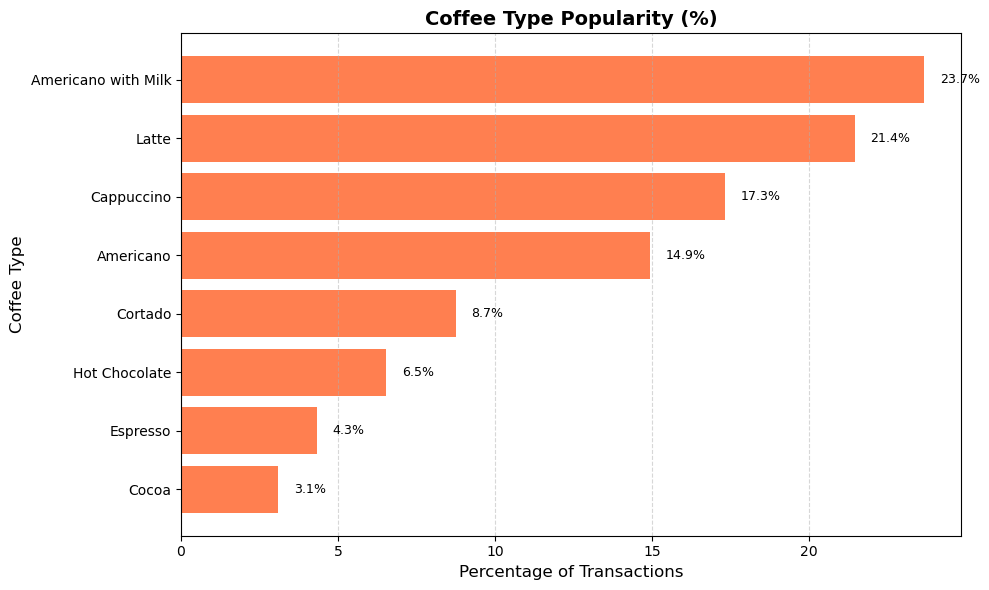 Coffee Type Popularity (%)
Coffee Type
Americano with Milk
23.7%
Latte
21.4%
Cappuccino
17.3%
Americano
14.9%
Cortado
8.7%
Hot Chocolate
6.5%
Espresso
4.3%
Cocoa
3.1%
0 5 10 15 20
Percentage of Transactions